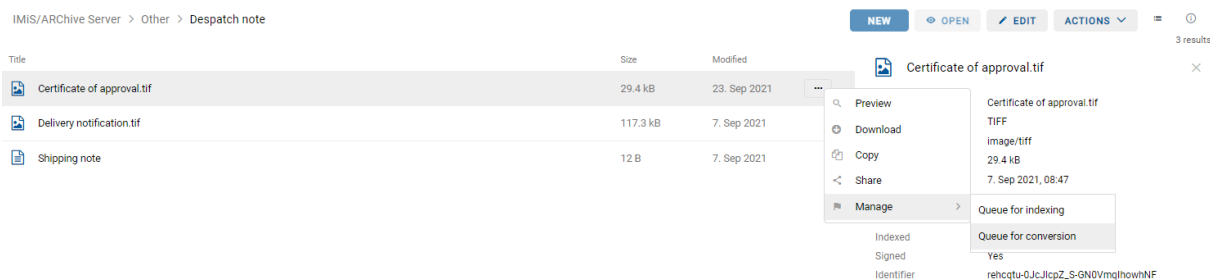 IMiS/ARChive Server > Other > Despatch note
NEW
OPEN
EDIT
ACTIONS
3 results
Title Size Modified
Certificate of approval.tif
Certificate of approval.tif 29.4 kB 23. Sep 2021 ...
Delivery notification.tif 117.3 kB 7. Sep 2021
Shipping note 12 B 7. Sep 2021
Preview
Download
Copy
Share
Manage >
Queue for indexing
Queue for conversion
Certificate of approval.tif
TIFF
image/tiff
29.4 kB
7. Sep 2021, 08:47
Indexed
Signed Yes
Identifier rehcqtu-0JcJIcpZ_S-GN0VmqIhowhNF